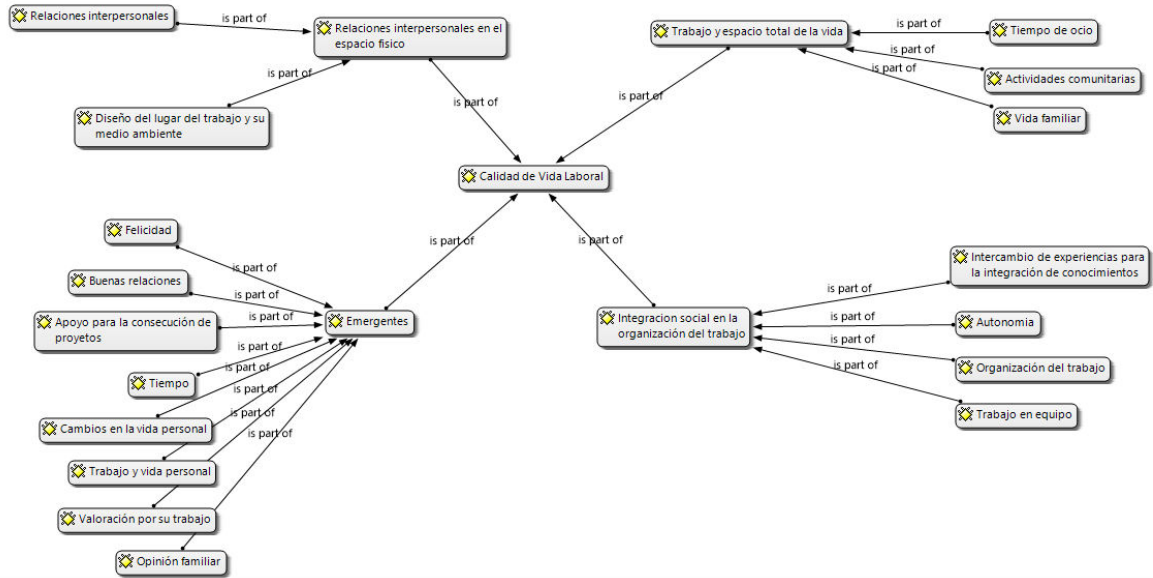 Relaciones interpersonales
is part of
Relaciones interpersonales en el
espacio fisico
is part of
Diseño del lugar del trabajo y su
medio ambiente
is part of
Trabajo y espacio total de la vida
is part of
Tiempo de ocio
is part of
Actividades comunitarias
is part of
Vida familiar
is part of
Calidad de Vida Laboral
Felicidad
is part of
is part of
is part of
Buenas relaciones
is part of
Apoyo para la consecución de
proyetos
is part of
Emergentes
Tiempo
is part of
is part of
Cambios en la vida personal
is part of
Trabajo y vida personal
is part of
Valoración por su trabajo
is part of
Opinión familiar
Intercambio de experiencias para
la integración de conocimientos
is part of
Integracion social en la
organización del trabajo
is part of
Autonomia
is part of
Organización del trabajo
is part of
Trabajo en equipo